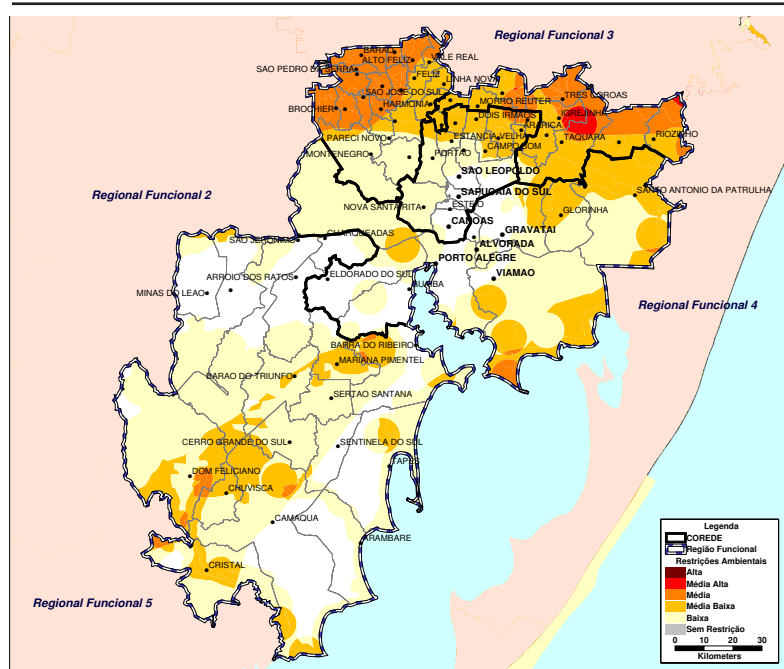 Regional Funcional 3
BARAO
ALTO FELIZ
VALE REAL
SAO PEDRO DA SERRA
FELIZ
LINHA NOVA
SAO JOSE DO SUL
TRES COROAS
BROCHIER
HARMONIA
MORRO REUTER
IGREJINHA
DOIS IRMAOS
ARARICA
PARECI NOVO
ESTANCIA VELHA
TAQUARA
RIOZINHO
MONTENEGRO
PORTAO
CAMPO BOM
SAO LEOPOLDO
Regional Funcional 2
SAPUCAIA DO SUL
SANTO ANTONIO DA PATRULHA
NOVA SANTA RITA
ESTEIO
GLORINHA
CANOAS
CHARQUEADAS
GRAVATAI
SAO JERONIMO
ALVORADA
PORTO ALEGRE
ARROIO DOS RATOS
ELDORADO DO SUL
VIAMAO
MINAS DO LEAO
GUAIBA
Regional Funcional 4
BARRA DO RIBEIRO
MARIANA PIMENTEL
BARAO DO TRIUNFO
SERTAO SANTANA
CERRO GRANDE DO SUL
SENTINELA DO SUL
TAPES
DOM FELICIANO
CHUVISCA
CAMAQUA
ARAMBARE
CRISTAL
Regional Funcional 5
Legenda
COREDE
Região Funcional
Restrições Ambientais
Alta
Média Alta
Média
Média Baixa
Baixa
Sem Restrição
0 10 20 30
Kilometers